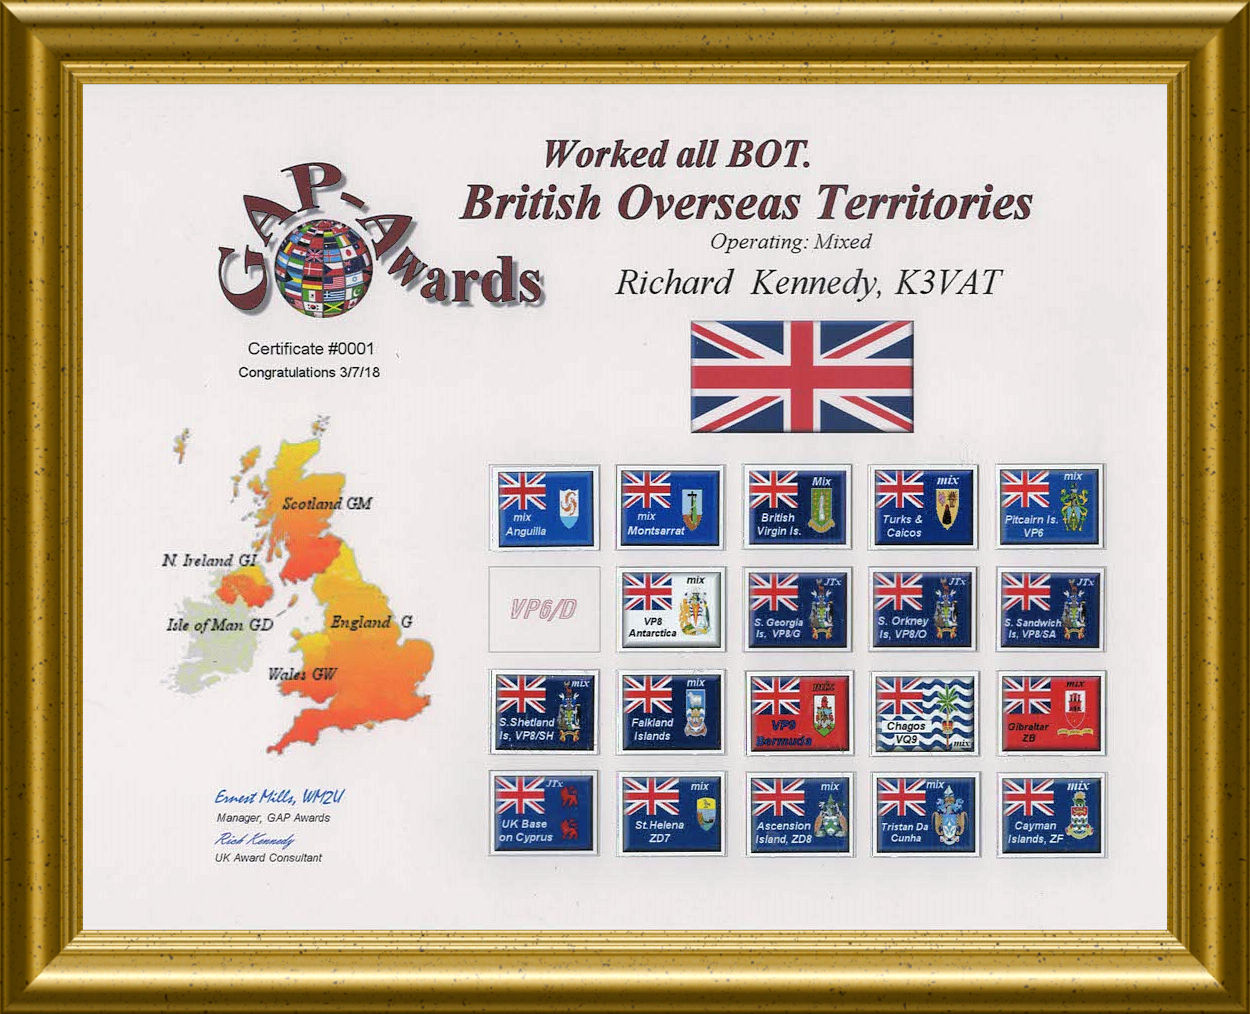 Worked all BOT.
British Overseas Territories
Operating: Mixed
Richard Kennedy, K3VAT
GAP-Awards
Certificate #0001
Congratulations 3/7/18
Scotland GM
N. Ireland GI
Isle of Man GD
England G
Wales GW
mix
Anguilla
mix
Montserrat
Mix
British
Virgin Is.
mix
Turks &
Caicos
mix
Pitcairn Is.
VP6
VP6/D
mix
VP8
Antarctica
JTx
S. Georgia
Is, VP8/G
JTx
S. Orkney
Is, VP8/O
JTx
S. Sandwich
Is, VP8/SA
mix
S.Shetland
Is, VP8/SH
mix
Falkland
Islands
mix
VP9
Bermuda
Chagos
VQ9
mix
mix
Gibraltar
ZB
JTx
UK Base
on Cyprus
mix
St.Helena
ZD7
mix
Ascension
Island, ZD8
mix
Tristan Da
Cunha
mix
Cayman
Islands, ZF
Ernest Mills, WM2U
Manager, GAP Awards
Rich Kennedy
UK Award Consultant